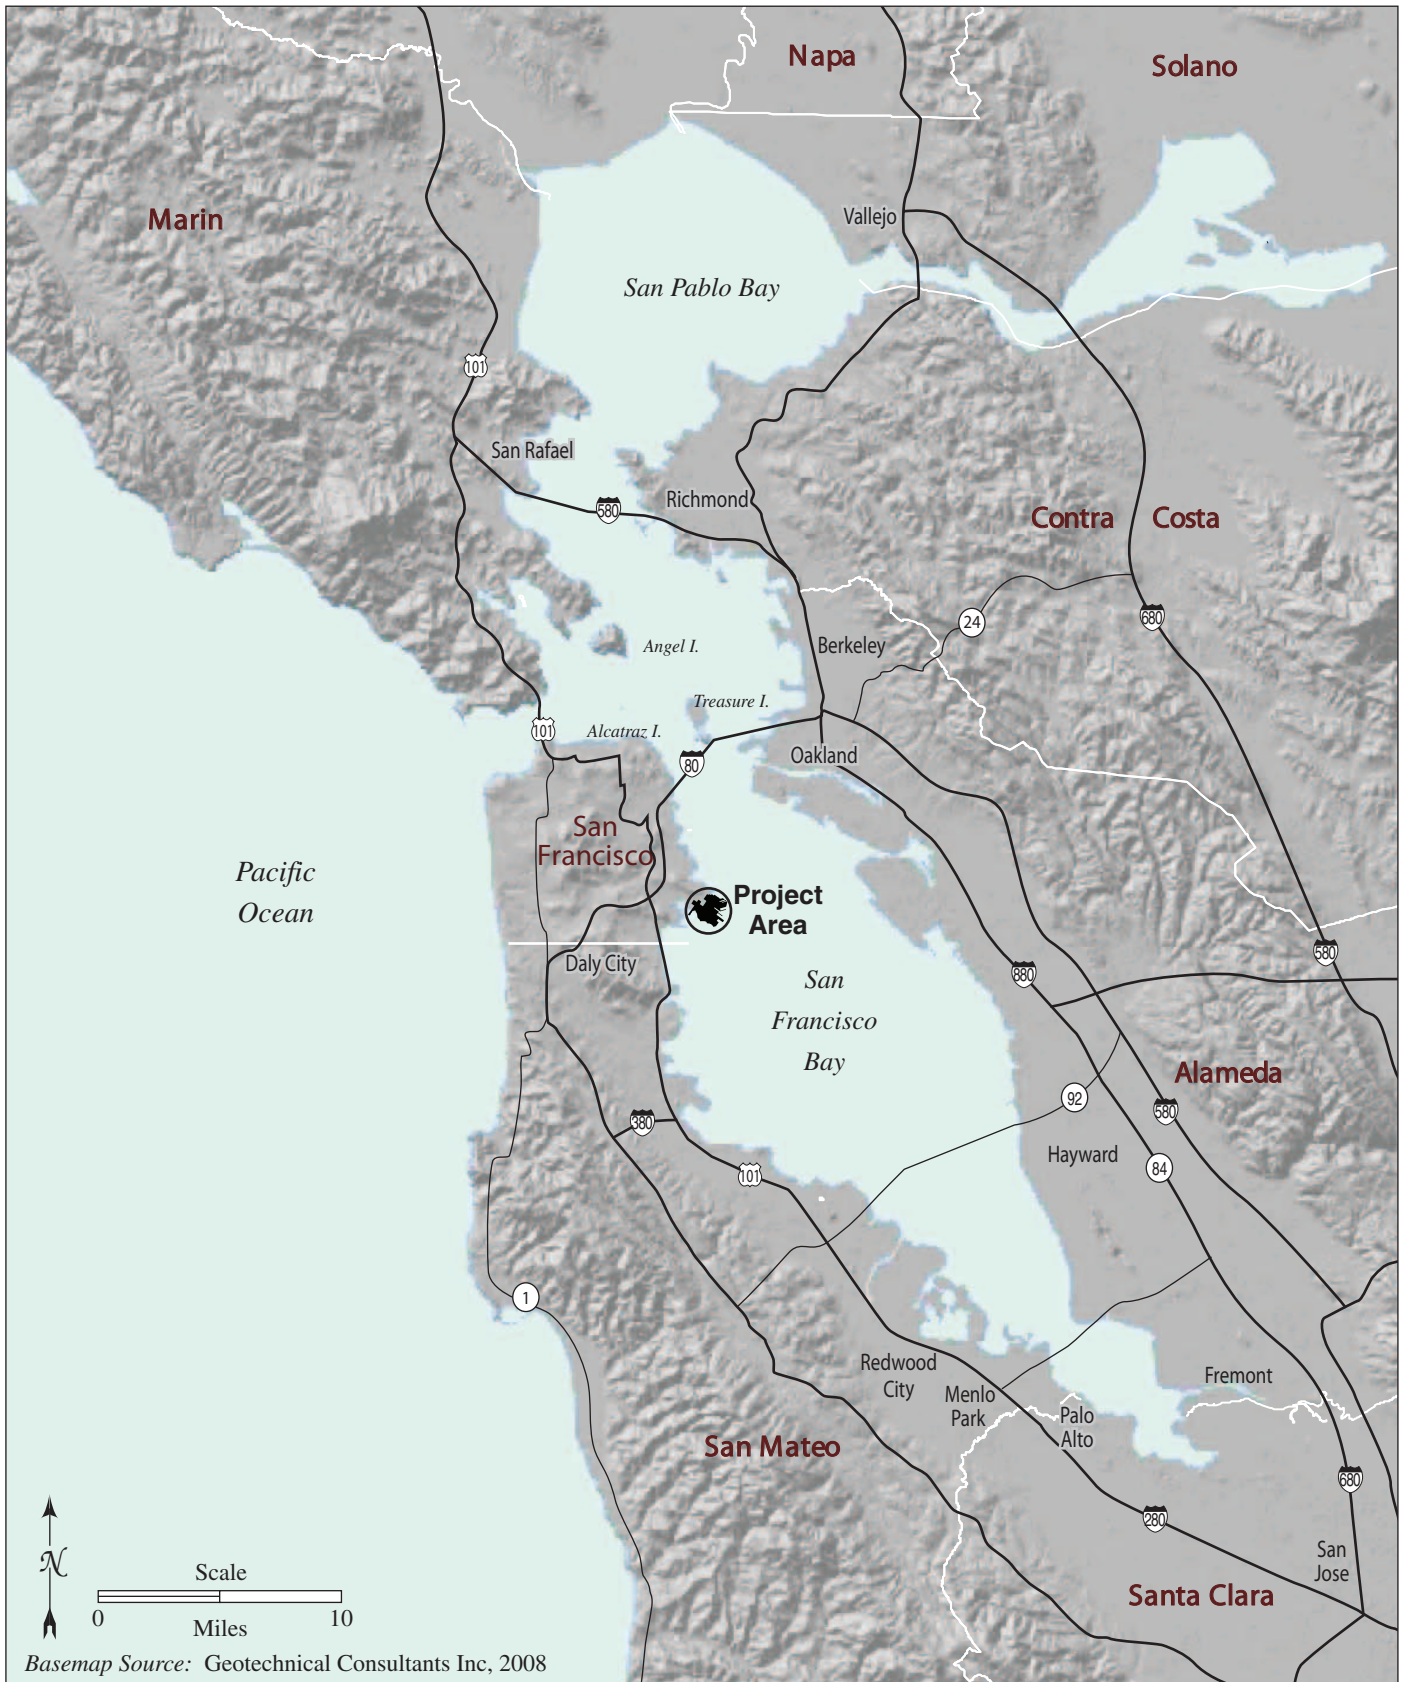 Napa
Solano
Marin
Vallejo
San Pablo Bay
101
San Rafael
580
Richmond
Contra Costa
24
680
Berkeley
Angel I.
Treasure I.
101
Alcatraz I.
80
Oakland
San
Francisco
Pacific
Ocean
Project
Area
Daly City
580
880
San
Francisco
Bay
Alameda
92
580
380
Hayward
84
101
1
Redwood
City
Menlo
Park
Fremont
Palo
Alto
San Mateo
680
280
San
Jose
Santa Clara
N
Scale
0 10
Miles
Basemap Source: Geotechnical Consultants Inc, 2008